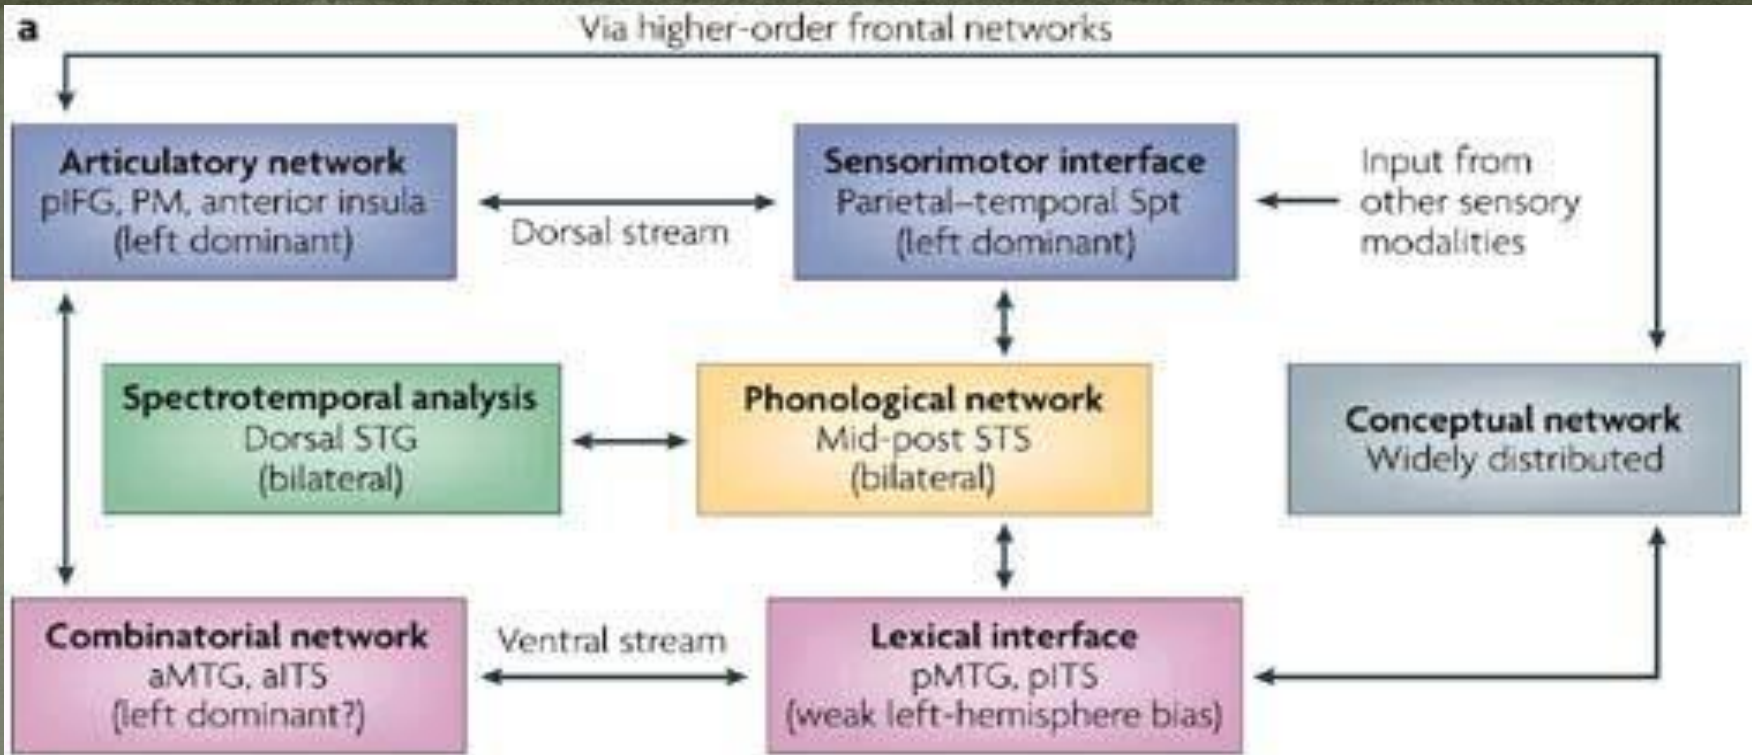 a
Via higher-order frontal networks
Articulatory network
pIFG, PM, anterior insula
(left dominant)
Dorsal stream
Sensorimotor interface
Parietal–temporal Spt
(left dominant)
Input from
other sensory
modalities
Spectrotemporal analysis
Dorsal STG
(bilateral)
Phonological network
Mid-post STS
(bilateral)
Conceptual network
Widely distributed
Combinatorial network
aMTG, aITS
(left dominant?)
Ventral stream
Lexical interface
pMTG, pITS
(weak left-hemisphere bias)